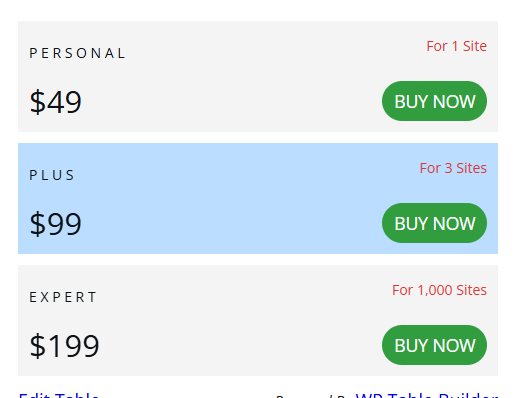 PERSONAL
For 1 Site
$49
BUY NOW
PLUS
For 3 Sites
$99
BUY NOW
EXPERT
For 1,000 Sites
$199
BUY NOW
Edit Table
WP Table Builder